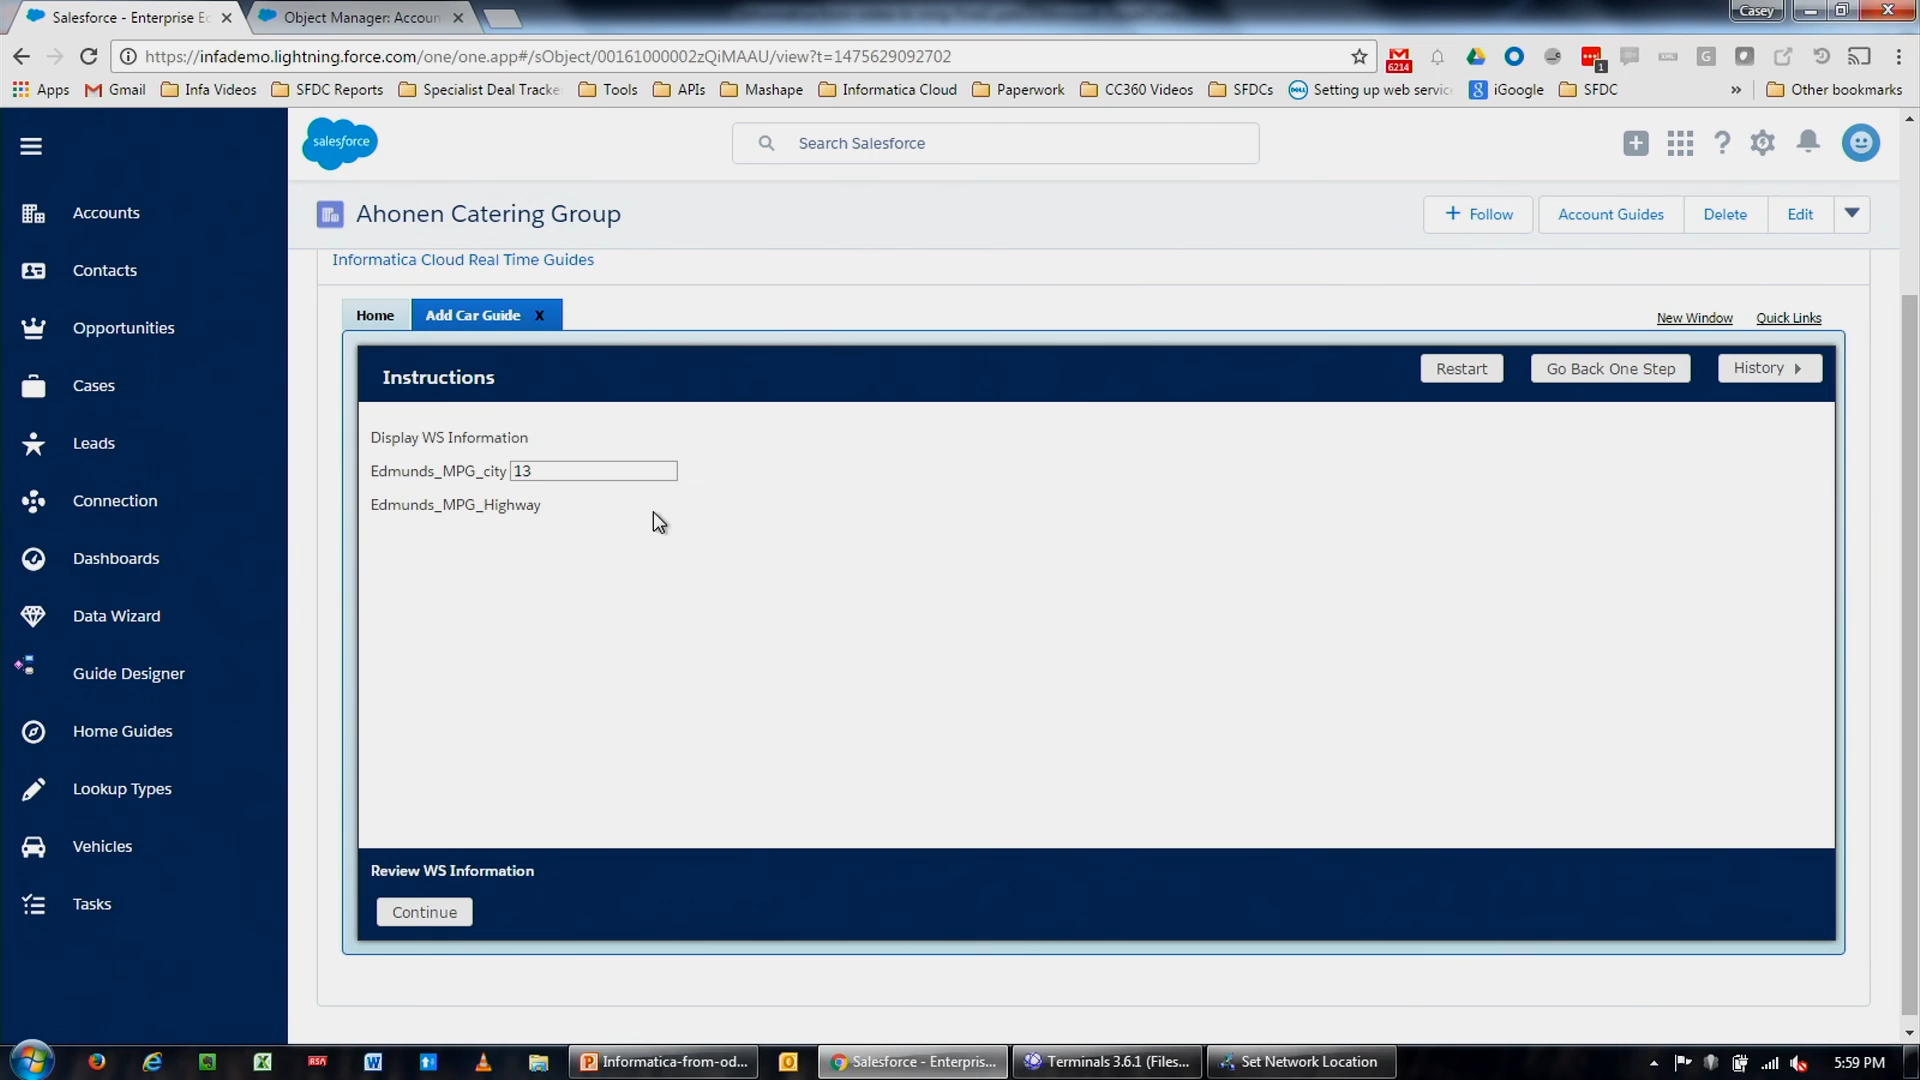 Salesforce - Enterprise Ec
Object Manager: Accoun
Casey
https://infademo.lightning.force.com/one/one.app#/sObject/00161000002zQiMAAU/view?t=1475629092702
6214
1
Apps
Gmail
Infa Videos
SFDC Reports
Specialist Deal Tracke
Tools
APIs
Mashape
Informatica Cloud
Paperwork
CC360 Videos
SFDCs
Setting up web servic
iGoogle
SFDC
»
Other bookmarks
salesforce
Search Salesforce
Accounts
Contacts
Opportunities
Cases
Leads
Connection
Dashboards
Data Wizard
Guide Designer
Home Guides
Lookup Types
Vehicles
Tasks
Ahonen Catering Group
+ Follow
Account Guides
Delete
Edit
Informatica Cloud Real Time Guides
Home
Add Car Guide X
New Window
Quick Links
Instructions
Restart
Go Back One Step
History
Display WS Information
Edmunds_MPG_city 13
Edmunds_MPG_Highway
Review WS Information
Continue
Informatica-from-od...
Salesforce - Enterpris...
Terminals 3.6.1 (Files...
Set Network Location
5:59 PM